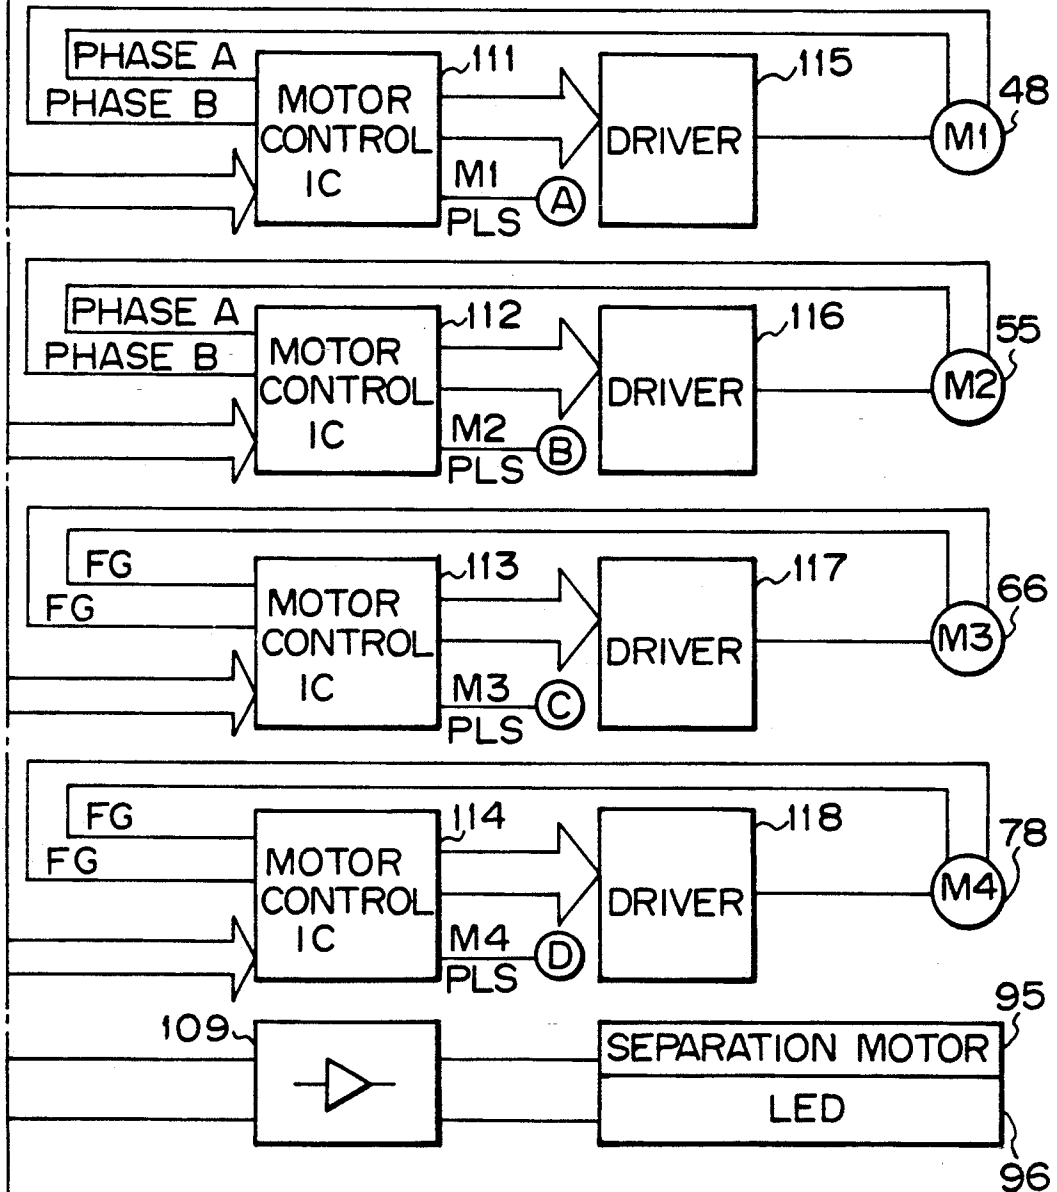 PHASE A
PHASE B
MOTOR
CONTROL
IC
111
M1
PLS
A
DRIVER
115
M1
48
PHASE A
PHASE B
MOTOR
CONTROL
IC
112
M2
PLS
B
DRIVER
116
M2
55
FG
FG
MOTOR
CONTROL
IC
113
M3
PLS
C
DRIVER
117
M3
66
FG
FG
MOTOR
CONTROL
IC
114
M4
PLS
D
DRIVER
118
M4
78
109
SEPARATION MOTOR
95
LED
96